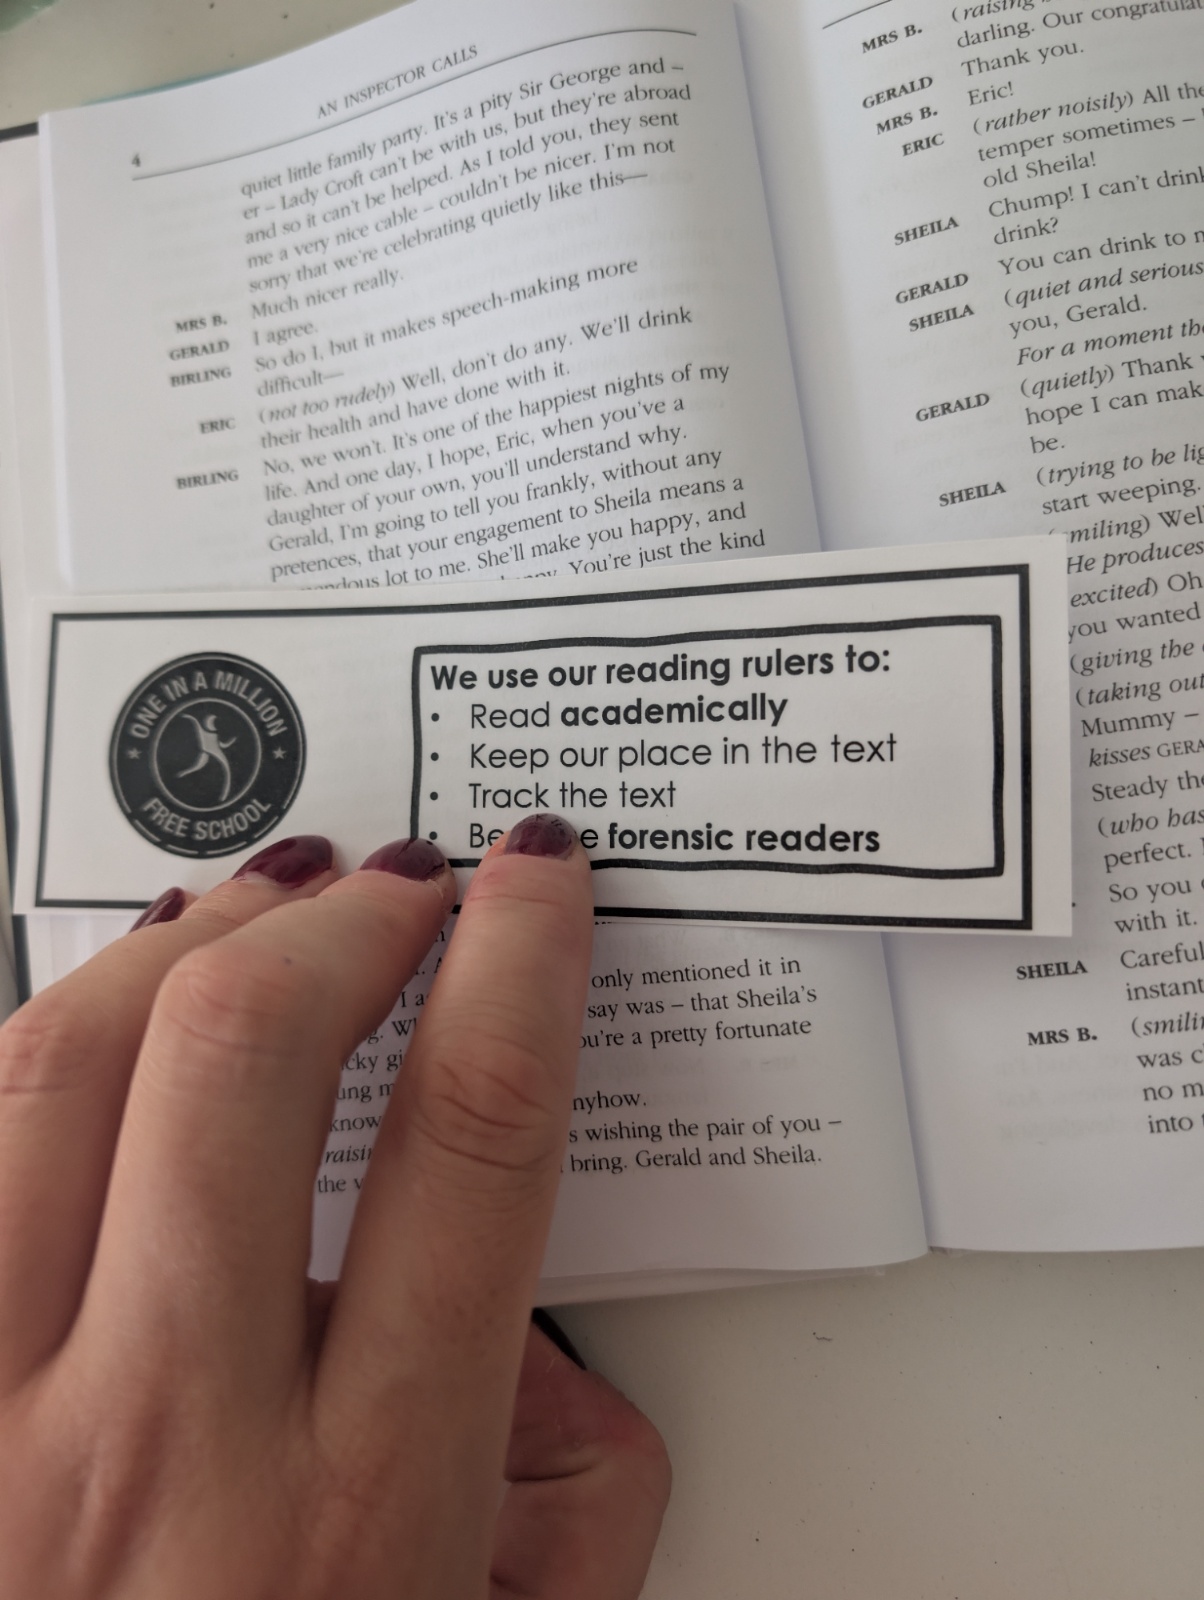 AN INSPECTOR CALLS
4
quiet little family party. It's a pity Sir George and –
er – Lady Croft can't be with us, but they're abroad
and so it can't be helped. As I told you, they sent
me a very nice cable – couldn't be nicer. I'm not
sorry that we're celebrating quietly like this—
MRS B. Much nicer really.
GERALD I agree.
BIRLING So do I, but it makes speech-making more
difficult—
ERIC (not too rudely) Well, don't do any. We'll drink
their health and have done with it.
BIRLING No, we won't. It's one of the happiest nights of my
life. And one day, I hope, Eric, when you've a
daughter of your own, you'll understand why.
Gerald, I'm going to tell you frankly, without any
pretences, that your engagement to Sheila means a
lot to me. She'll make you happy, and
You're just the kind
ONE IN A MILLION
FREE SCHOOL
We use our reading rulers to:
• Read academically
• Keep our place in the text
• Track the text
• forensic readers
only mentioned it in
say was – that Sheila's
a pretty fortunate
wishing the pair of you –
bring. Gerald and Sheila.
MRS B. (raising
darling. Our
Thank you.
GERALD
MRS B. Eric!
ERIC (rather noisily) All the
temper sometimes –
old Sheila!
SHEILA Chump! I can't drink
drink?
GERALD You can drink to
SHEILA (quiet and serious
you, Gerald.
For a moment
GERALD (quietly) Thank
hope I can
be.
SHEILA (trying to be
start weeping.
He produces
excited) Oh
you wanted
(giving the
(taking out
Mummy –
kisses
Steady
(who has
perfect.
So you
with it.
SHEILA Careful
MRS B.
was
no
into